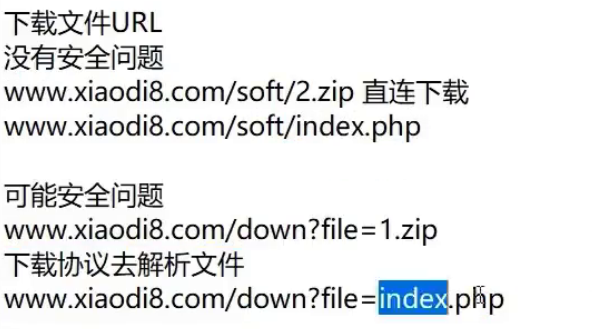 下载文件URL
没有安全问题
www.xiaodi8.com/soft/2.zip 直连下载
www.xiaodi8.com/soft/index.php
可能安全问题
www.xiaodi8.com/down?file=1.zip
下载协议去解析文件
www.xiaodi8.com/down?file=index.php